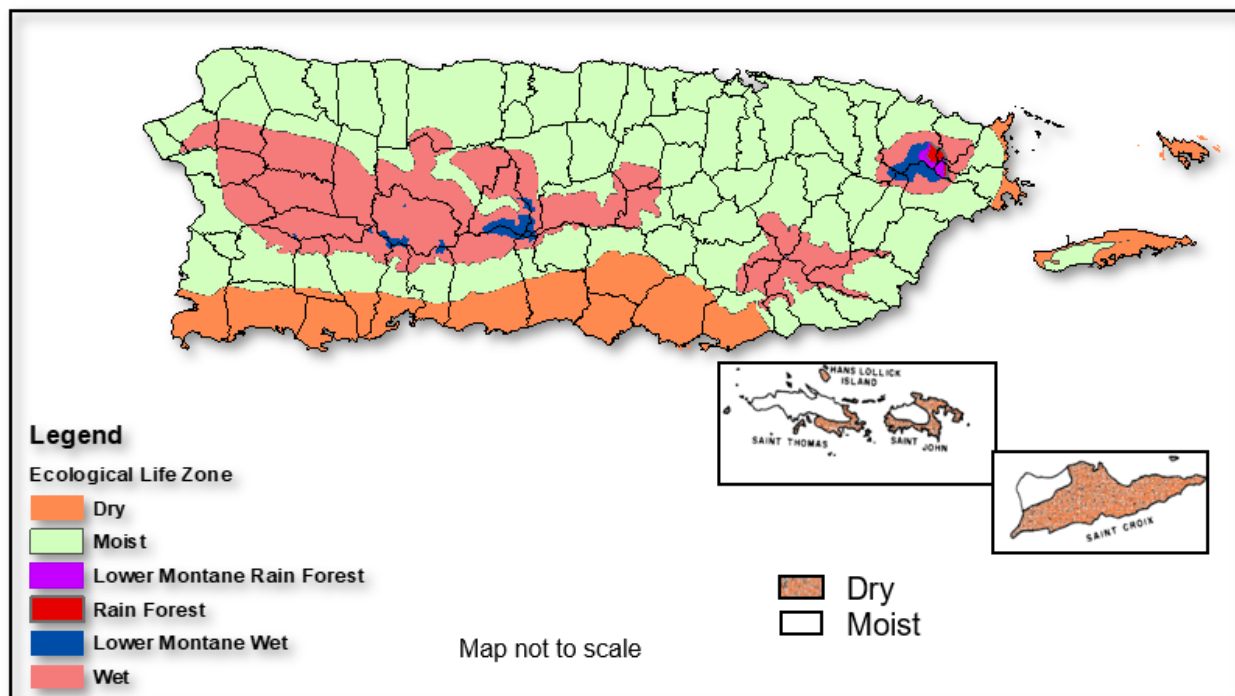 HANS LOLLICK
ISLAND
SAINT THOMAS
SAINT
JOHN
SAINT CROIX
Legend
Ecological Life Zone
Dry
Moist
Lower Montane Rain Forest
Rain Forest
Lower Montane Wet
Wet
Map not to scale
Dry
Moist